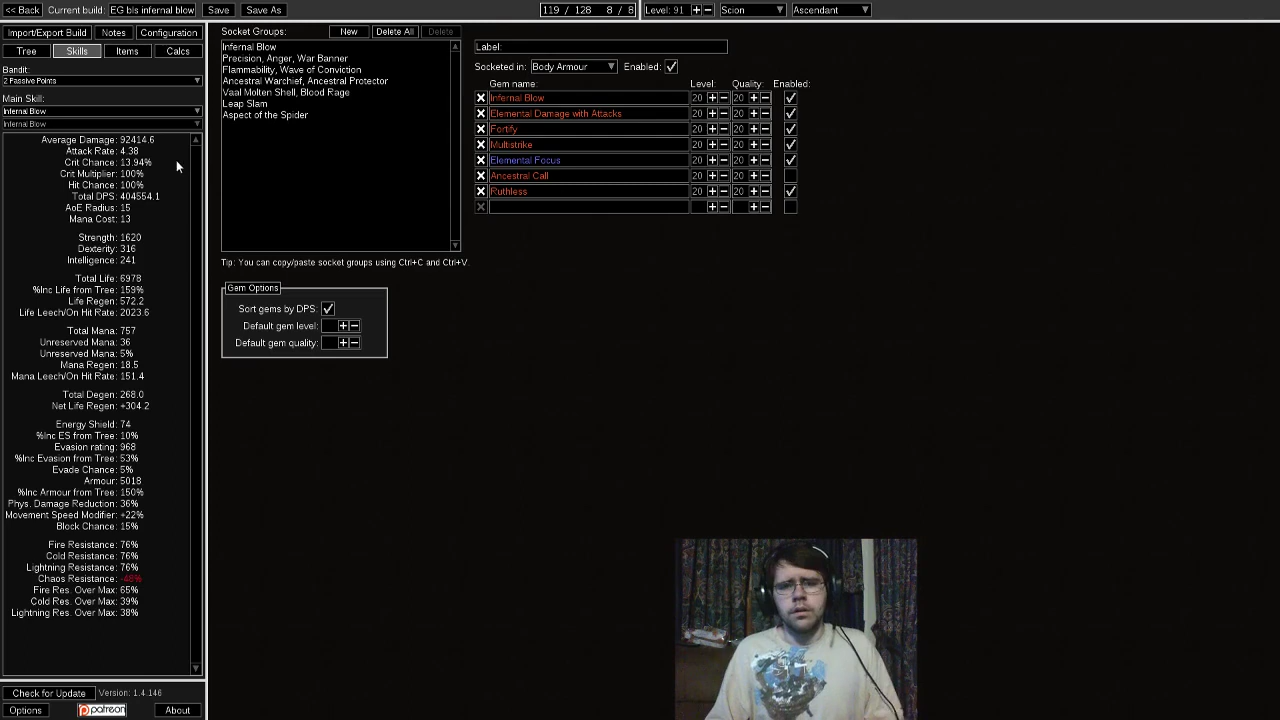 << Back Current build: EG bls infernal blow Save Save As 119 / 128 8 / 8 Level: 91 + - Scion Ascendant
Import/Export Build Notes Configuration
Tree Skills Items Calcs
Bandit:
2 Passive Points
Main Skill:
Infernal Blow
Infernal Blow
Average Damage: 92414.6
Attack Rate: 4.38
Crit Chance: 13.94%
Crit Multiplier: 100%
Hit Chance: 100%
Total DPS: 404554.1
AoE Radius: 15
Mana Cost: 13
Strength: 1620
Dexterity: 316
Intelligence: 241
Total Life: 6978
%Inc Life from Tree: 159%
Life Regen: 572.2
Life Leech/On Hit Rate: 2023.6
Total Mana: 757
Unreserved Mana: 36
Unreserved Mana: 5%
Mana Regen: 18.5
Mana Leech/On Hit Rate: 151.4
Total Degen: 268.0
Net Life Regen: +304.2
Energy Shield: 74
%Inc ES from Tree: 10%
Evasion rating: 968
%Inc Evasion from Tree: 53%
Evade Chance: 5%
Armour: 5018
%Inc Armour from Tree: 150%
Phys. Damage Reduction: 36%
Movement Speed Modifier: +22%
Block Chance: 15%
Fire Resistance: 76%
Cold Resistance: 76%
Lightning Resistance: 76%
Chaos Resistance: -46%
Fire Res. Over Max: 65%
Cold Res. Over Max: 39%
Lightning Res. Over Max: 38%
Check for Update Version: 1.4.146
Options patreon About
Socket Groups: New Delete All Delete
Infernal Blow
Precision, Anger, War Banner
Flammability, Wave of Conviction
Ancestral Warchief, Ancestral Protector
Vaal Molten Shell, Blood Rage
Leap Slam
Aspect of the Spider
Tip: You can copy/paste socket groups using Ctrl+C and Ctrl+V.
Gem Options
Sort gems by DPS:
Default gem level: + -
Default gem quality: + -
Label:
Socketed in: Body Armour Enabled:
Gem name: Level: Quality: Enabled:
Infernal Blow 20 + - 20 + -
Elemental Damage with Attacks 20 + - 20 + -
Fortify 20 + - 20 + -
Multistrike 20 + - 20 + -
Elemental Focus 20 + - 20 + -
Ancestral Call 20 + - 20 + -
Ruthless 20 + - 20 + -
+ - + -